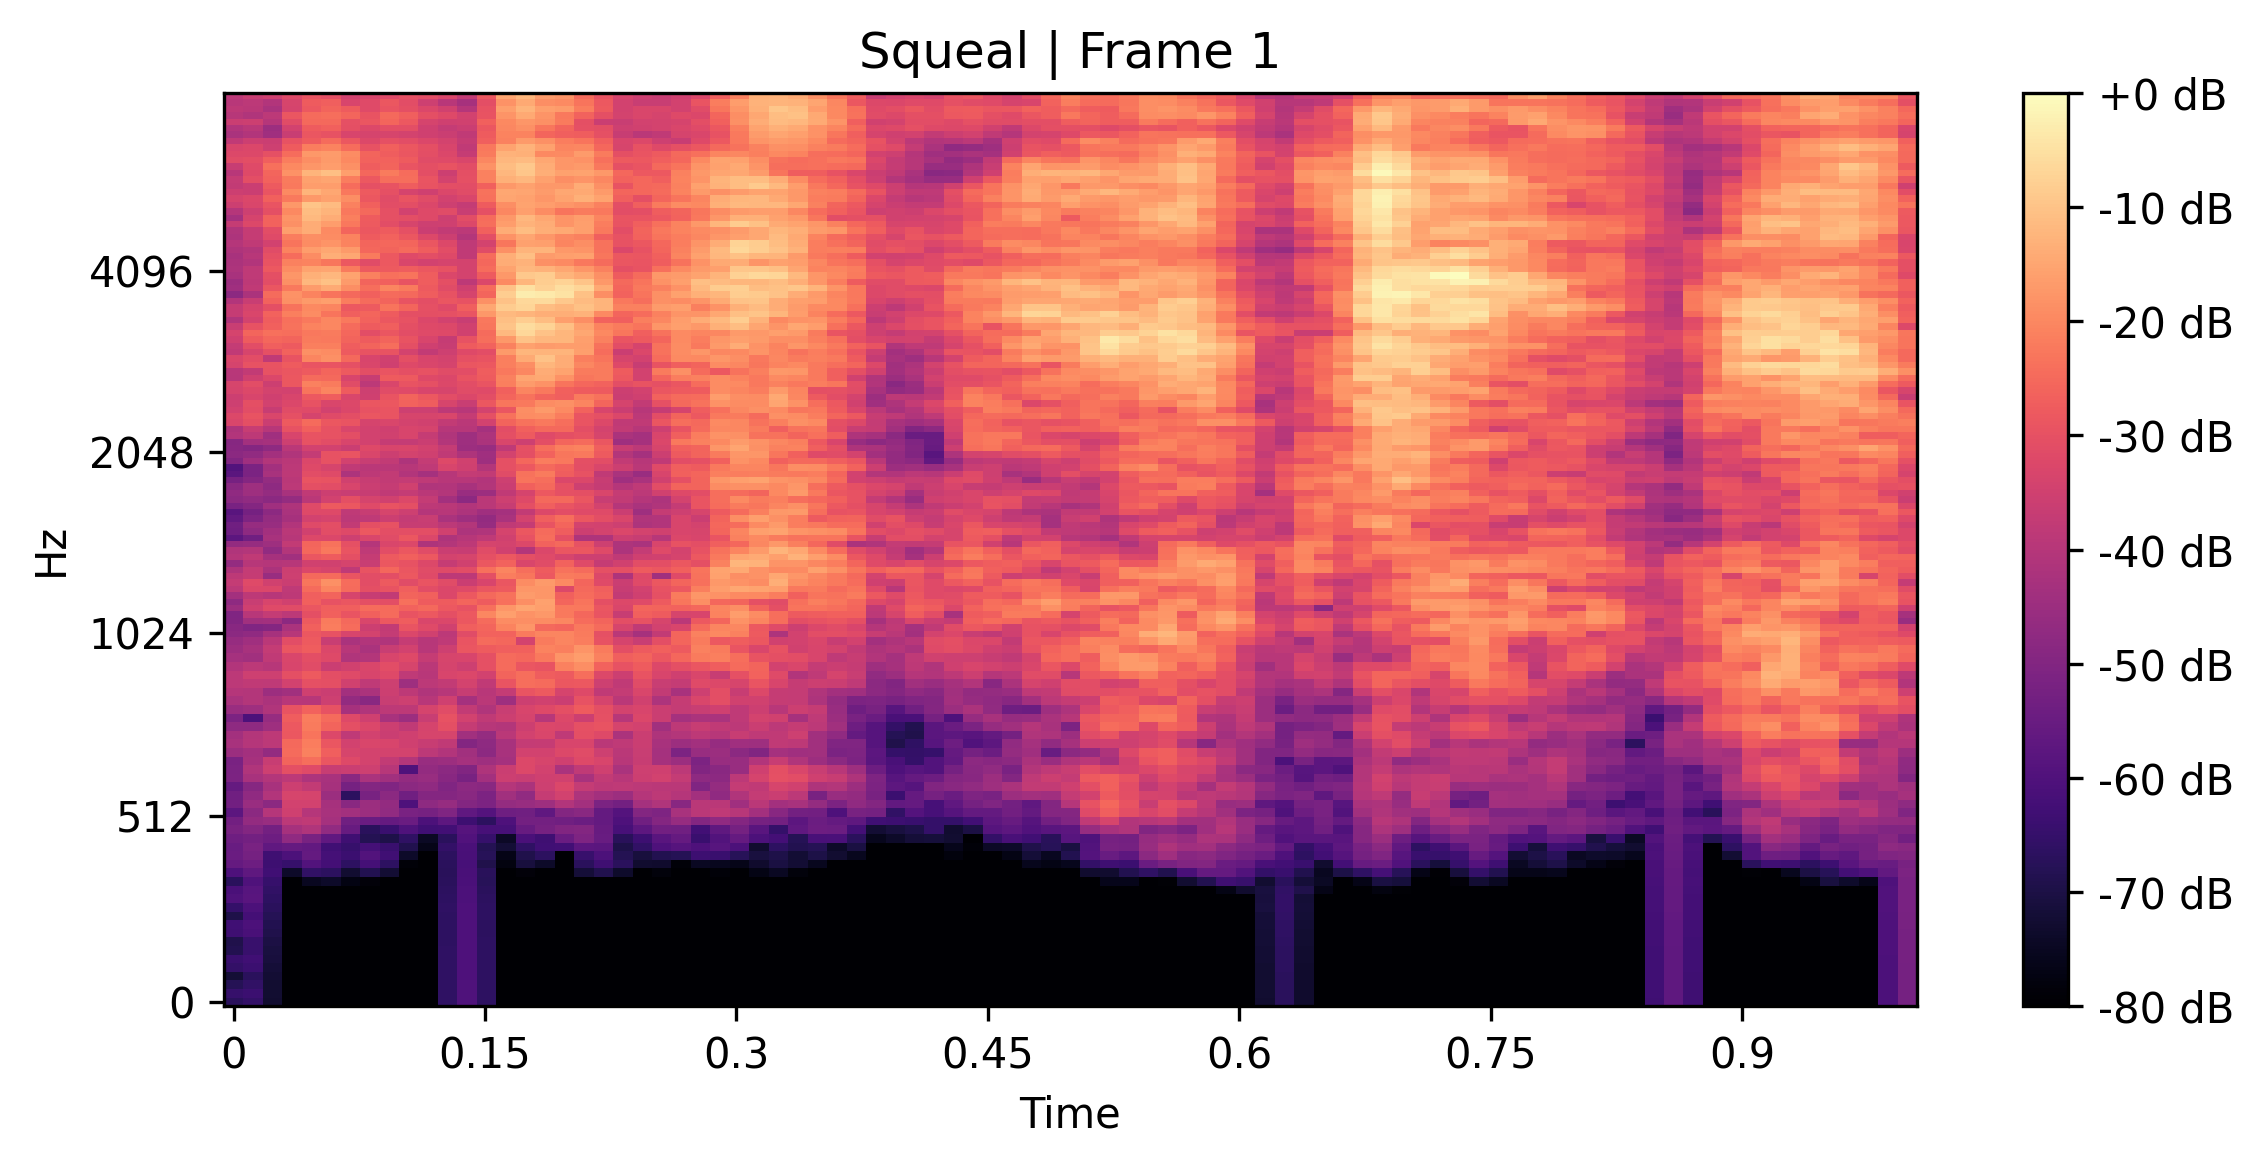 Squeal | Frame 1
+0 dB
-10 dB
-20 dB
-30 dB
-40 dB
-50 dB
-60 dB
-70 dB
-80 dB
4096
2048
1024
512
0
Hz
0 0.15 0.3 0.45 0.6 0.75 0.9
Time